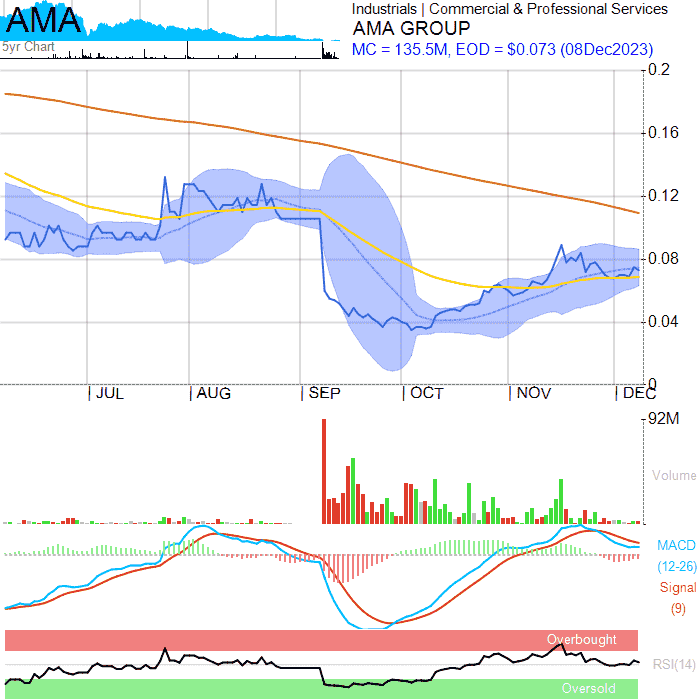 AMA
5yr Chart
Industrials | Commercial & Professional Services
AMA GROUP
MC = 135.5M, EOD = $0.073 (08Dec2023)
0.2
0.16
0.12
0.08
0.04
0
JUL AUG SEP OCT NOV DEC
92M
Volume
MACD
(12-26)
Signal
(9)
Overbought
RSI(14)
Oversold